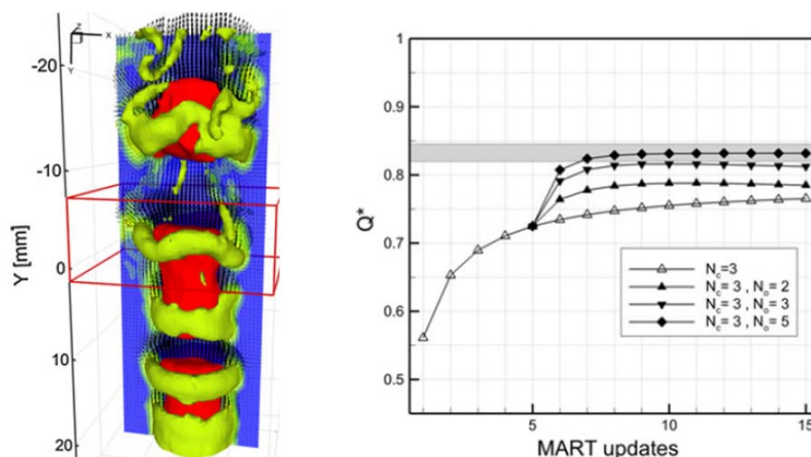 Z
X
Y
-20
-10
0
10
20
Y [mm]
1
0.9
0.8
0.7
0.6
0.5
Q*
N_c=3
N_c=3 , N_o=2
N_c=3 , N_o=3
N_c=3 , N_o=5
5
10
15
MART updates